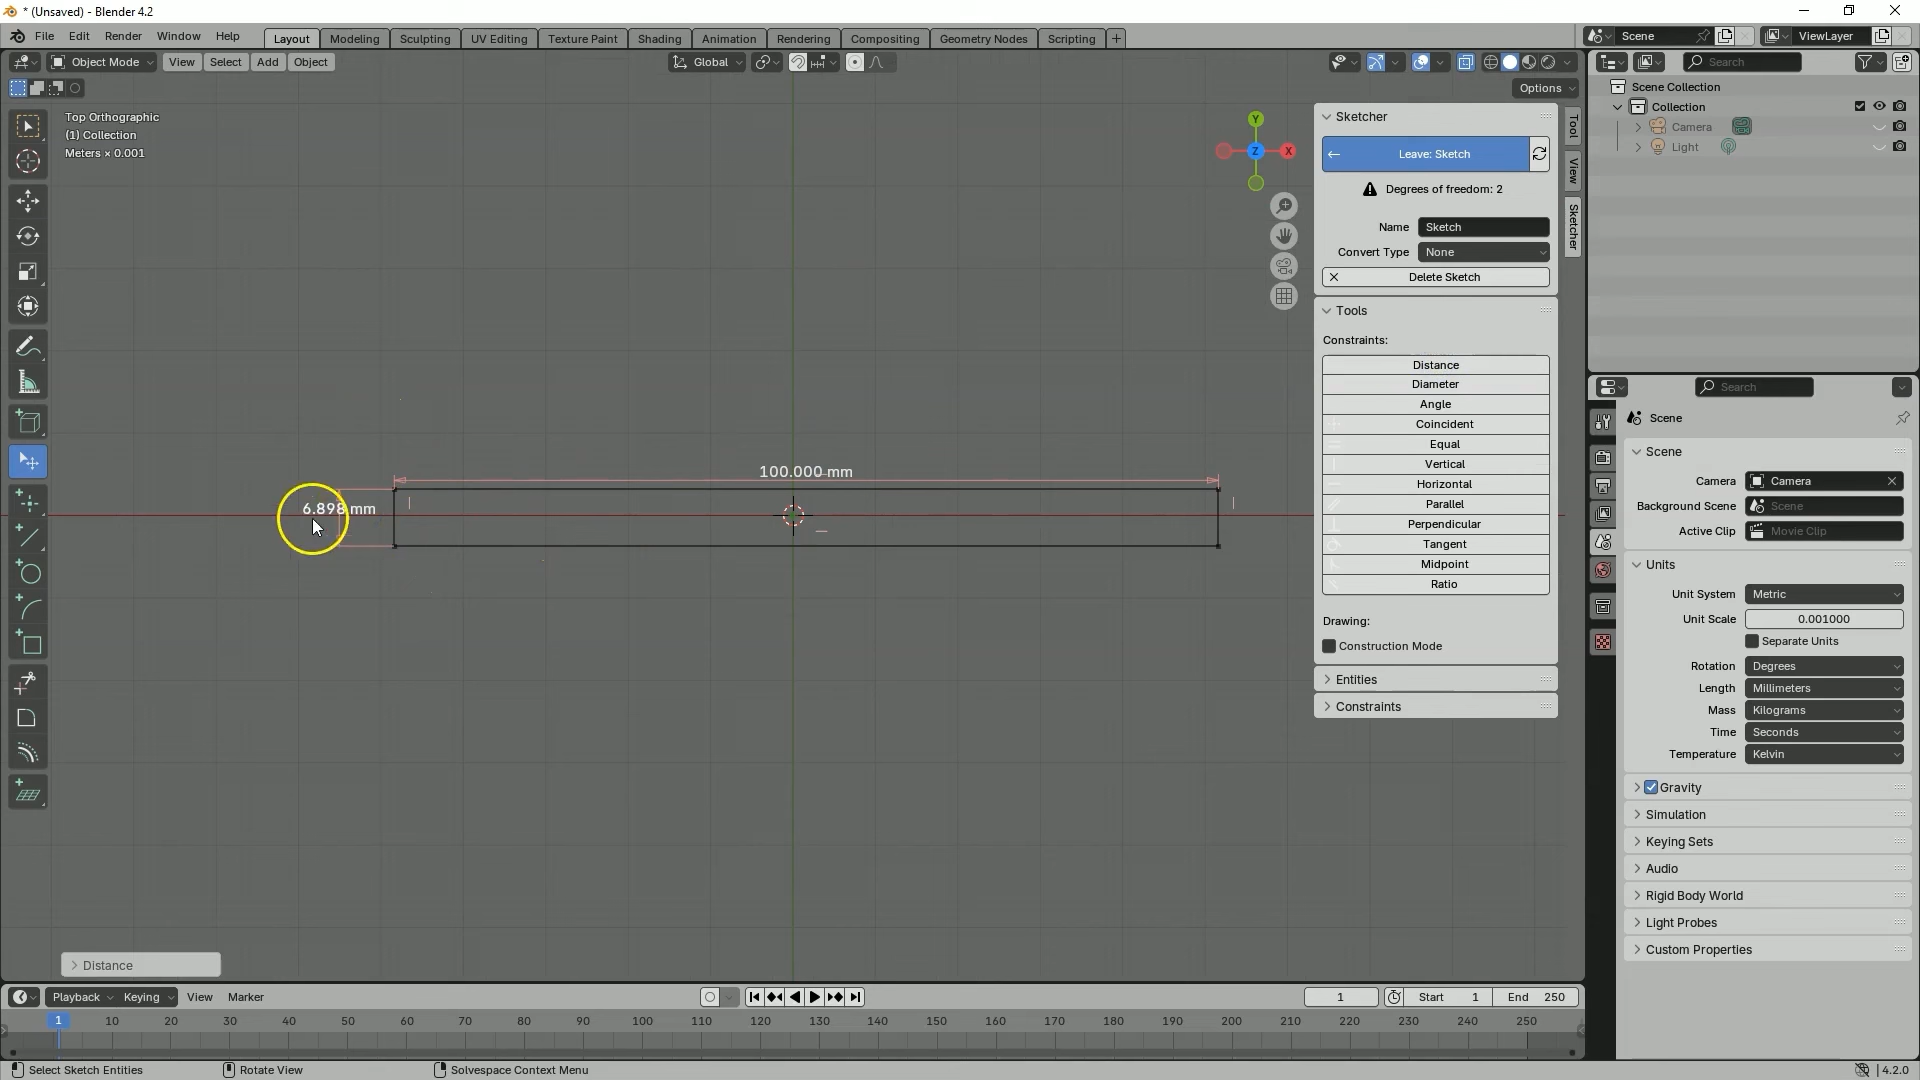 * (Unsaved) - Blender 4.2
File Edit Render Window Help
Layout Modeling Sculpting UV Editing Texture Paint Shading Animation Rendering Compositing Geometry Nodes Scripting +
Scene
ViewLayer
Object Mode View Select Add Object
Global
Search
Options
Top Orthographic
(1) Collection
Meters × 0.001
Y
Z
X
Sketcher
Leave: Sketch
Degrees of freedom: 2
Name Sketch
Convert Type None
Delete Sketch
Tools
Constraints:
Distance
Diameter
Angle
Coincident
Equal
Vertical
Horizontal
Parallel
Perpendicular
Tangent
Midpoint
Ratio
Drawing:
Construction Mode
Entities
Constraints
Tool
View
Sketcher
100.000 mm
6.898 mm
Distance
Scene Collection
Collection
Camera
Light
Search
Scene
Scene
Camera Camera
Background Scene Scene
Active Clip Movie Clip
Units
Unit System Metric
Unit Scale 0.001000
Separate Units
Rotation Degrees
Length Millimeters
Mass Kilograms
Time Seconds
Temperature Kelvin
Gravity
Simulation
Keying Sets
Audio
Rigid Body World
Light Probes
Custom Properties
Playback Keying View Marker
1 Start 1 End 250
1 10 20 30 40 50 60 70 80 90 100 110 120 130 140 150 160 170 180 190 200 210 220 230 240 250
Select Sketch Entities Rotate View Solvespace Context Menu
4.2.0